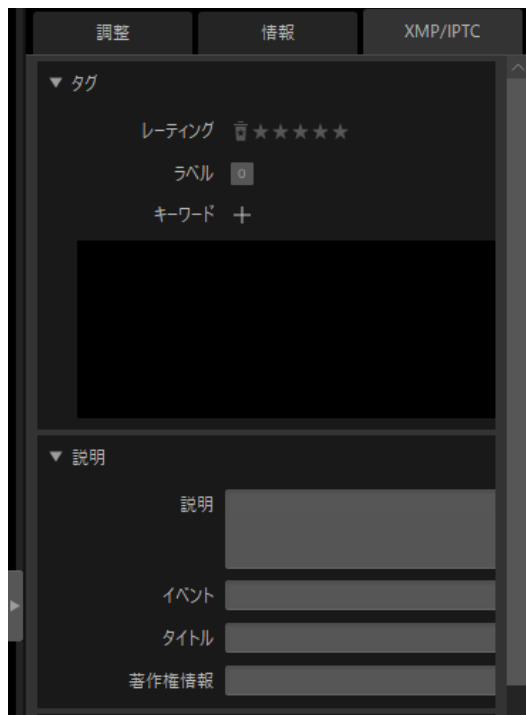 調整 情報 XMP/IPTC
▼ タグ
レーティング ★★★★★
ラベル 0
キーワード +
▼ 説明
説明
イベント
タイトル
著作権情報